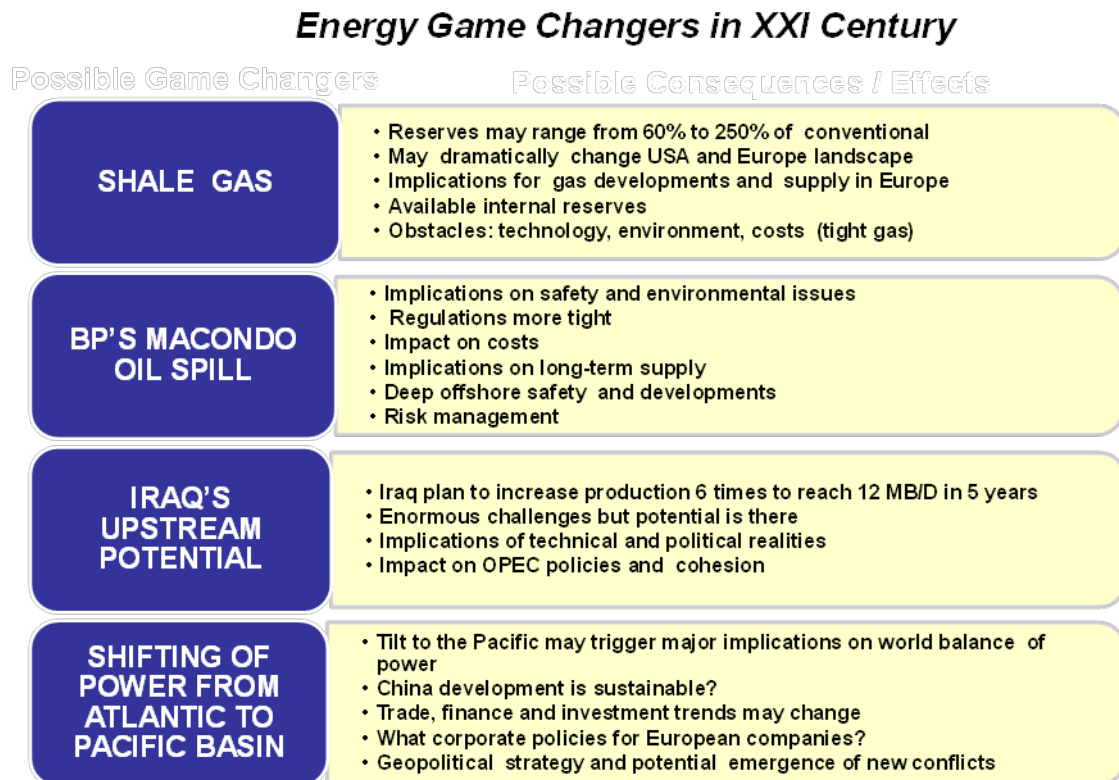 Energy Game Changers in XXI Century
Possible Game Changers
Possible Consequences / Effects
SHALE GAS
• Reserves may range from 60% to 250% of conventional
• May dramatically change USA and Europe landscape
• Implications for gas developments and supply in Europe
• Available internal reserves
• Obstacles: technology, environment, costs (tight gas)
BP'S MACONDO
OIL SPILL
• Implications on safety and environmental issues
• Regulations more tight
• Impact on costs
• Implications on long-term supply
• Deep offshore safety and developments
• Risk management
IRAQ'S
UPSTREAM
POTENTIAL
• Iraq plan to increase production 6 times to reach 12 MB/D in 5 years
• Enormous challenges but potential is there
• Implications of technical and political realities
• Impact on OPEC policies and cohesion
SHIFTING OF
POWER FROM
ATLANTIC TO
PACIFIC BASIN
• Tilt to the Pacific may trigger major implications on world balance of
power
• China development is sustainable?
• Trade, finance and investment trends may change
• What corporate policies for European companies?
• Geopolitical strategy and potential emergence of new conflicts